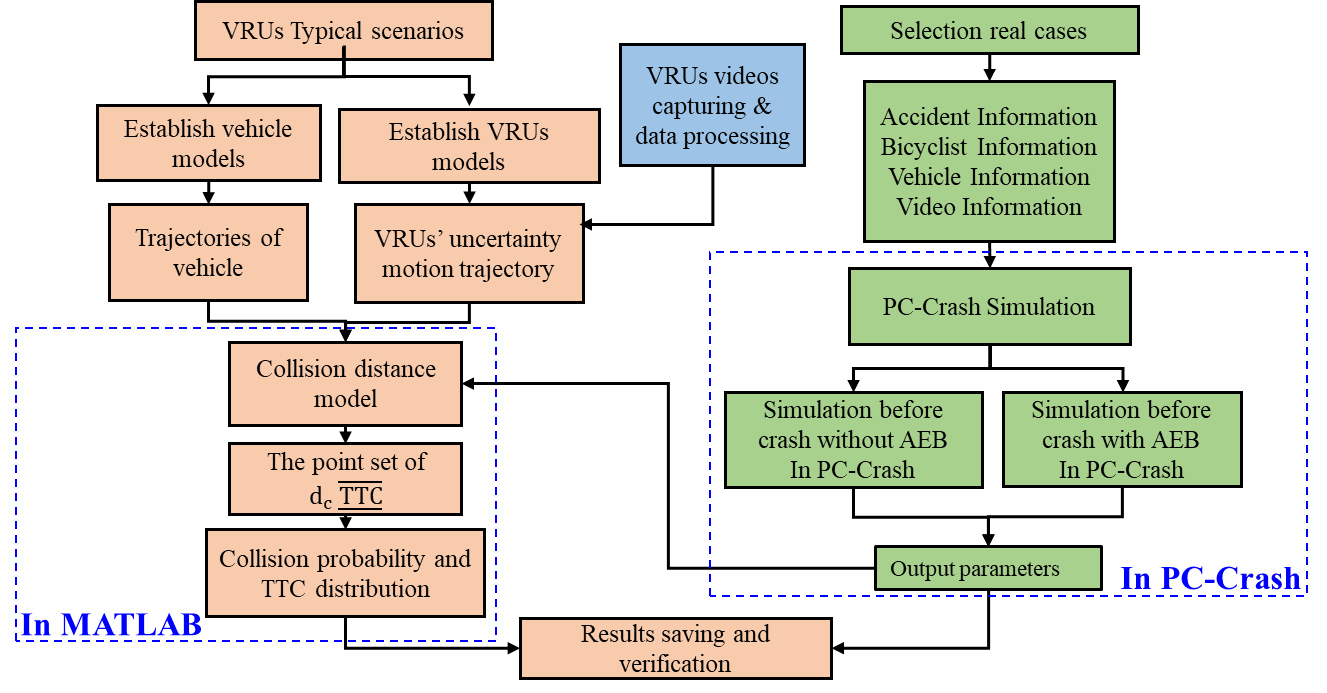 VRUs Typical scenarios
Establish vehicle
models
Establish VRUs
models
VRUs videos
capturing &
data processing
Trajectories of
vehicle
VRUs’ uncertainty
motion trajectory
Collision distance
model
The point set of
d_c TTC
Collision probability and
TTC distribution
In MATLAB
Selection real cases
Accident Information
Bicyclist Information
Vehicle Information
Video Information
PC-Crash Simulation
Simulation before
crash without AEB
In PC-Crash
Simulation before
crash with AEB
In PC-Crash
Output parameters
In PC-Crash
Results saving and
verification